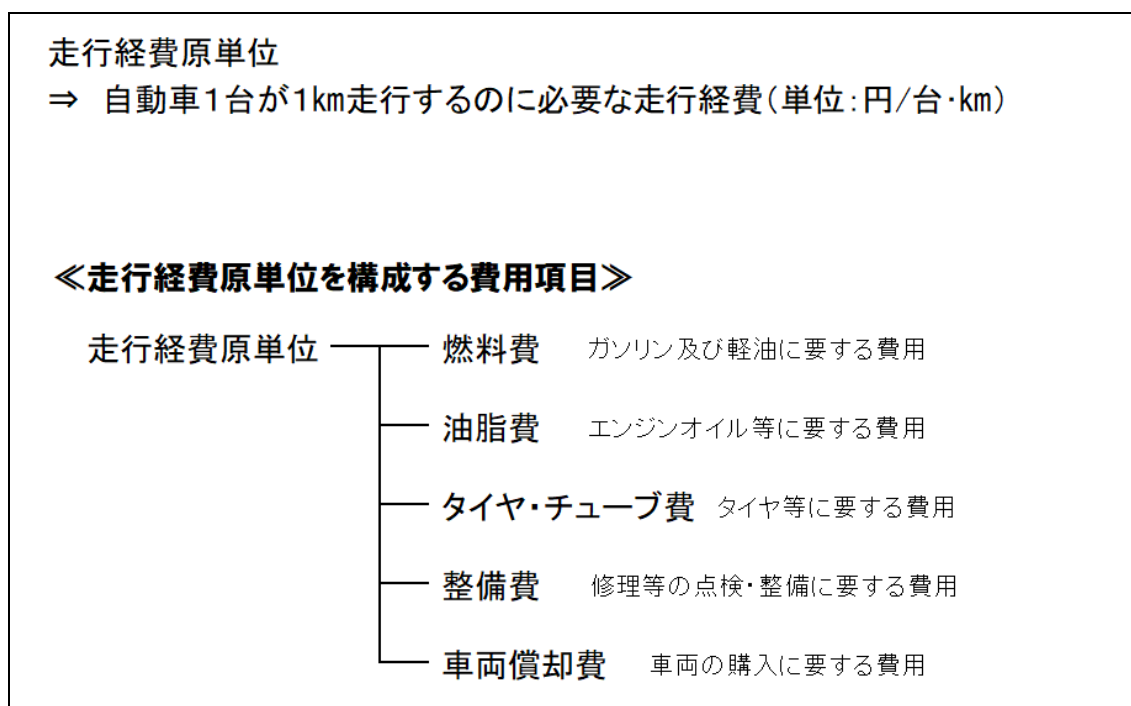 走行経費原単位
⇒ 自動車1台が1km走行するのに必要な走行経費(単位:円/台・km)
≪走行経費原単位を構成する費用項目≫
走行経費原単位 燃料費 ガソリン及び軽油に要する費用
油脂費 エンジンオイル等に要する費用
タイヤ・チューブ費 タイヤ等に要する費用
整備費 修理等の点検・整備に要する費用
車両償却費 車両の購入に要する費用